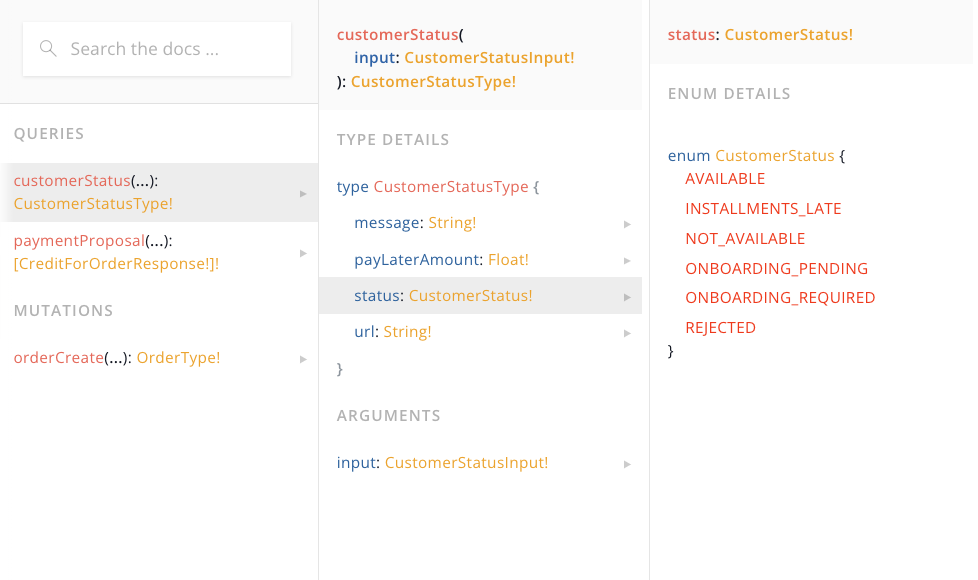 Search the docs ...
QUERIES
customerStatus(...):
CustomerStatusType!
paymentProposal(...):
[CreditForOrderResponse!]!
MUTATIONS
orderCreate(...): OrderType!
customerStatus(
input: CustomerStatusInput!
): CustomerStatusType!
TYPE DETAILS
type CustomerStatusType {
message: String!
payLaterAmount: Float!
status: CustomerStatus!
url: String!
}
ARGUMENTS
input: CustomerStatusInput!
status: CustomerStatus!
ENUM DETAILS
enum CustomerStatus {
AVAILABLE
INSTALLMENTS_LATE
NOT_AVAILABLE
ONBOARDING_PENDING
ONBOARDING_REQUIRED
REJECTED
}